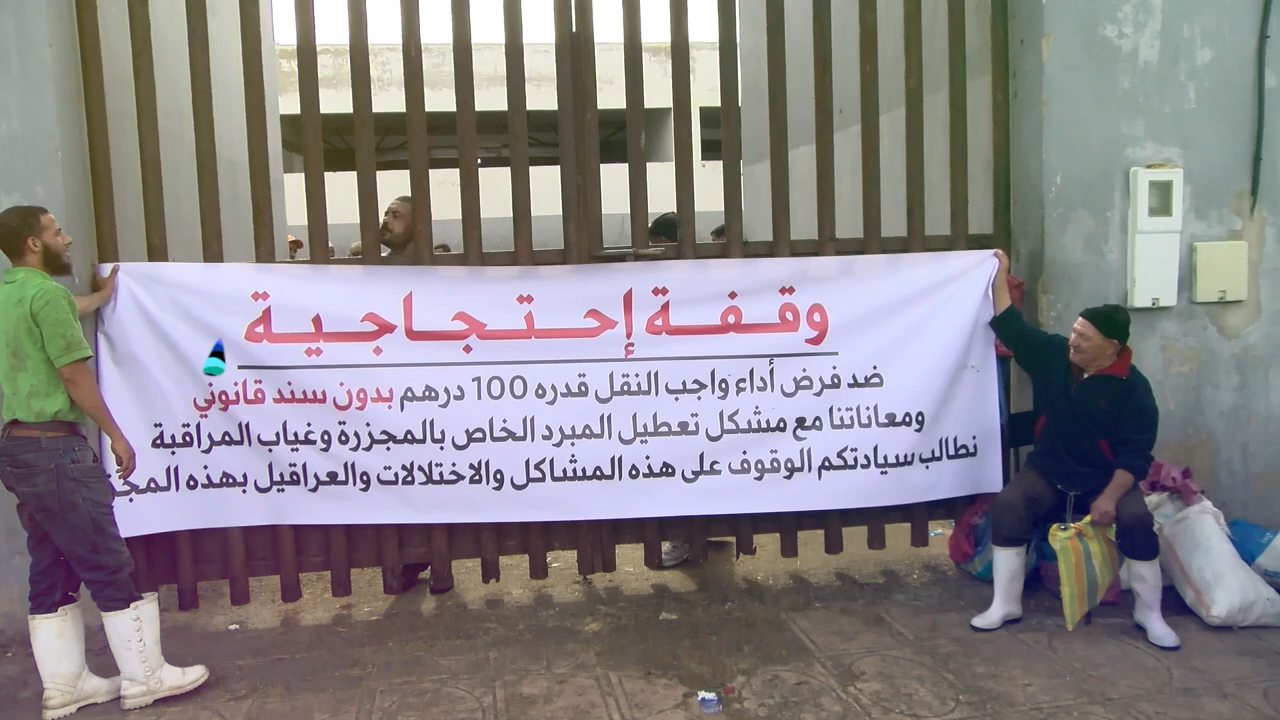 وقفة إحتجاجية
ضد فرض أداء واجب النقل قدره 100 درهم بدون سند قانوني
ومعاناتنا مع مشكل تعطيل المبرد الخاص بالمجزرة وغياب المراقبة
نطالب سيادتكم الوقوف على هذه المشاكل والاختلالات والعراقيل بهذه